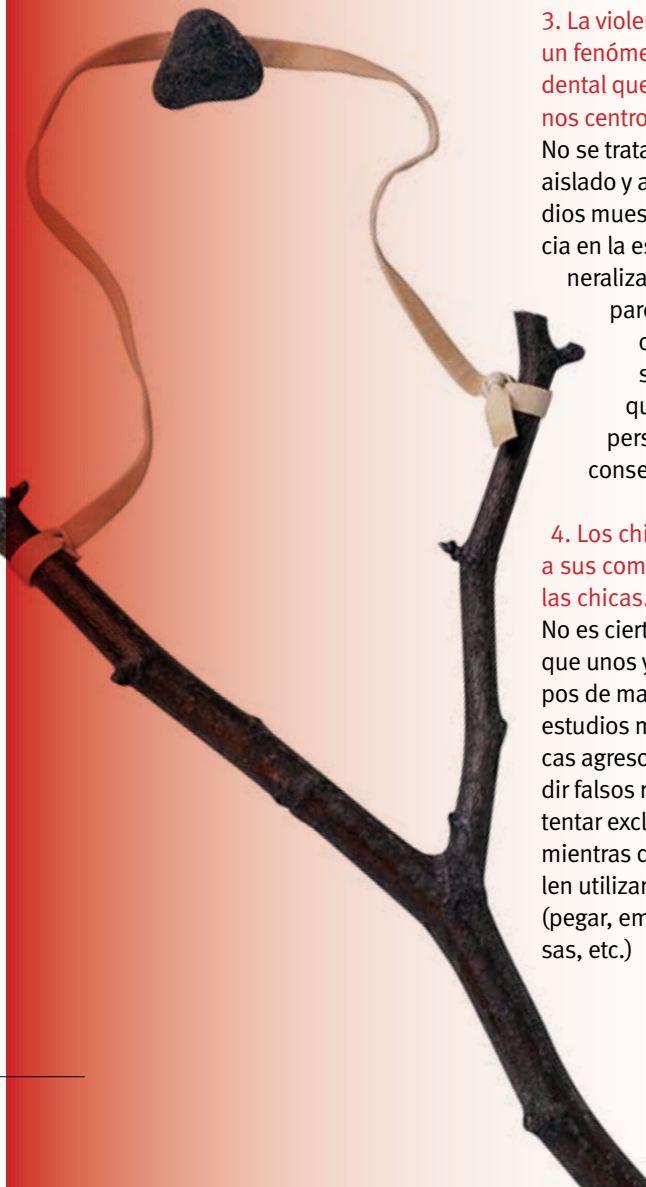 3. La violen
un fenóme
dental que
nos centro
No se trata
aislado y a
dios mues
cia en la es
neraliza
pare
c
s
qu
pers
conse
4. Los chi
a sus com
las chicas.
No es ciert
que unos y
pos de ma
estudios m
cas agreso
dir falsos r
tentar excl
mientras c
len utilizar
(pegar, em
sas, etc.)